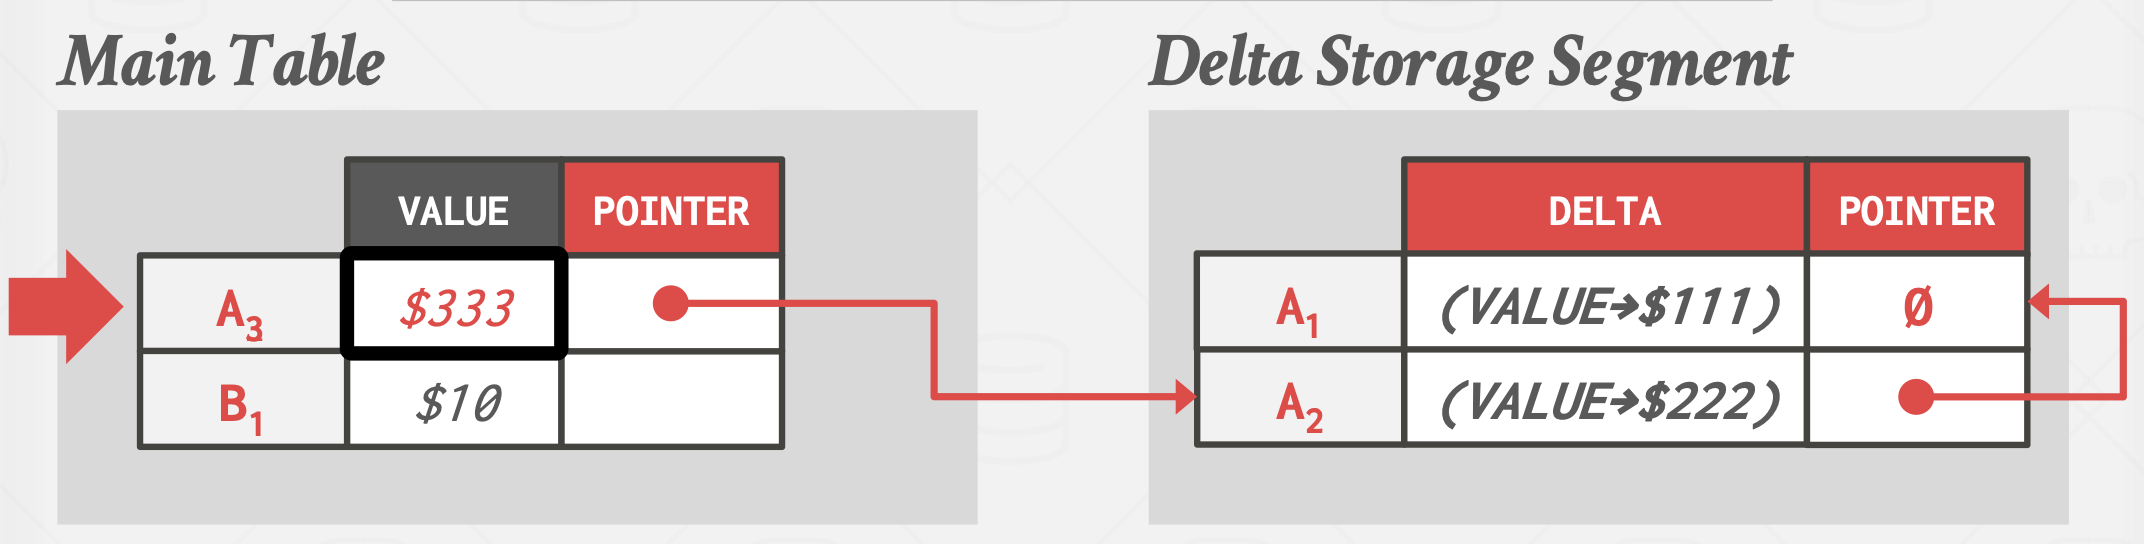 Main Table
VALUE POINTER
A₃ $333
B₁ $10
Delta Storage Segment
DELTA POINTER
A₁ (VALUE→$111) Ø
A₂ (VALUE→$222)